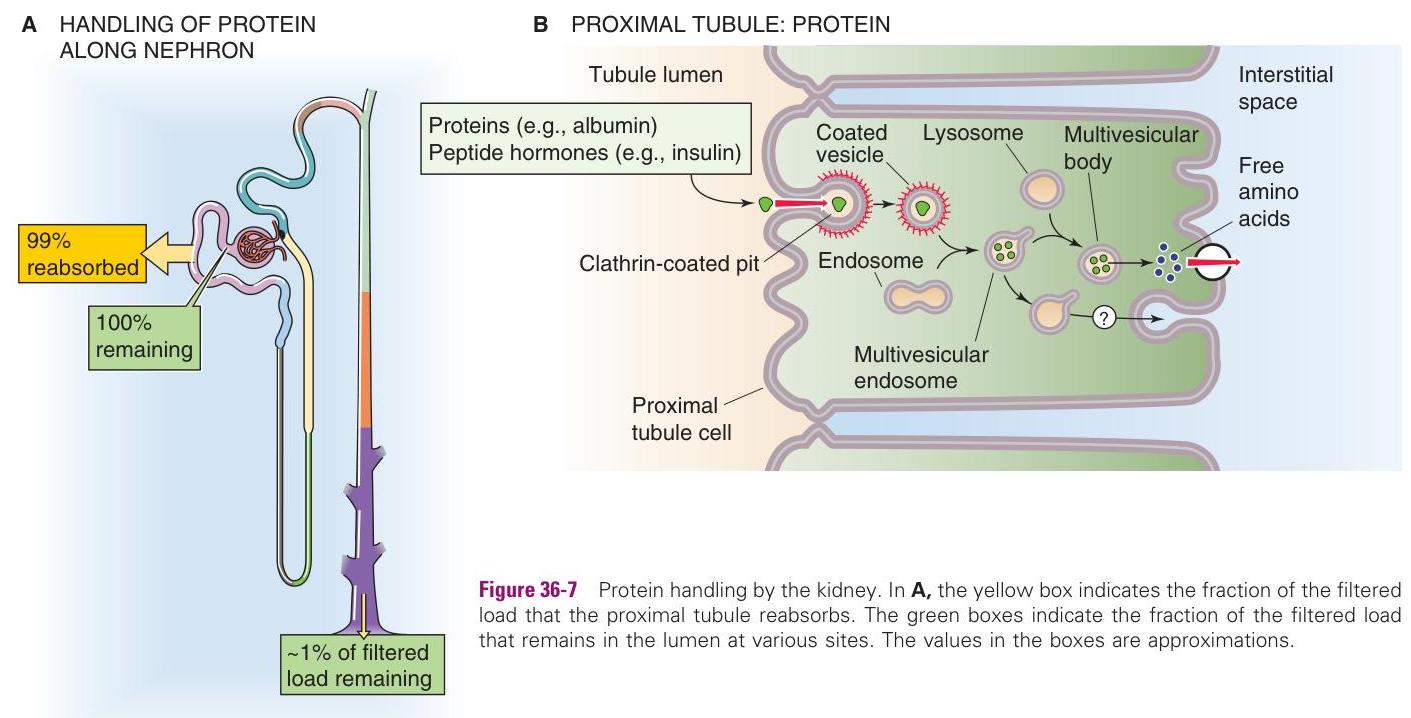 A HANDLING OF PROTEIN
ALONG NEPHRON
99%
reabsorbed
100%
remaining
~1% of filtered
load remaining
B PROXIMAL TUBULE: PROTEIN
Tubule lumen
Interstitial
space
Proteins (e.g., albumin)
Peptide hormones (e.g., insulin)
Coated
vesicle
Lysosome
Multivesicular
body
Free
amino
acids
Clathrin-coated pit
Endosome
?
Multivesicular
endosome
Proximal
tubule cell
Figure 36-7 Protein handling by the kidney. In A, the yellow box indicates the fraction of the filtered
load that the proximal tubule reabsorbs. The green boxes indicate the fraction of the filtered load
that remains in the lumen at various sites. The values in the boxes are approximations.